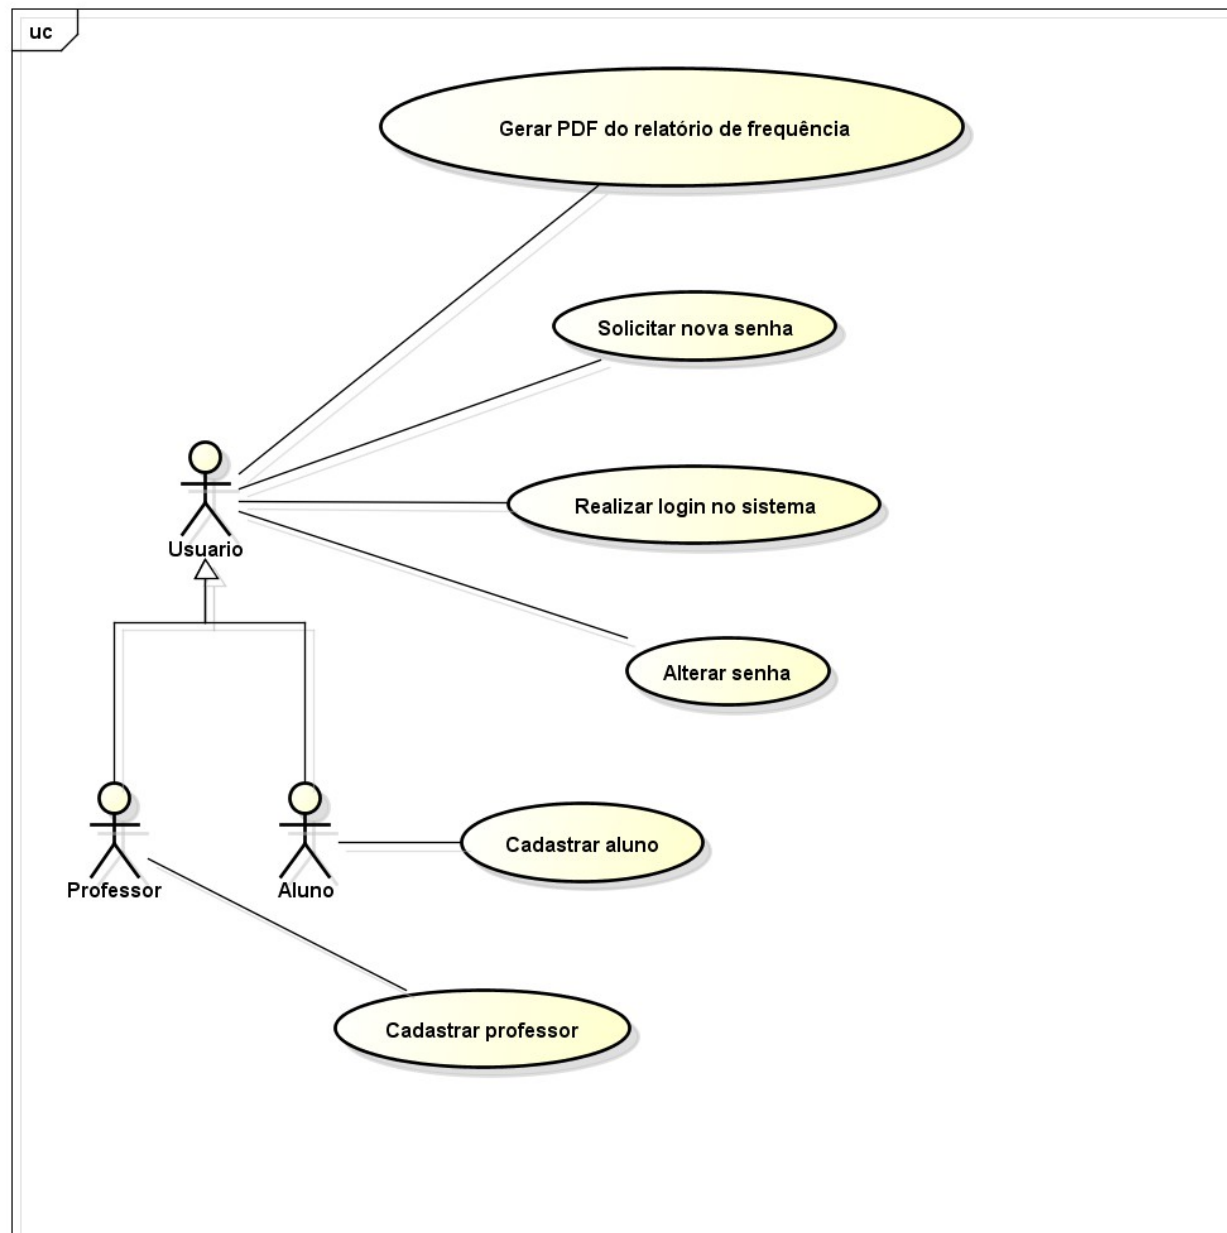 uc
Gerar PDF do relatório de frequência
Solicitar nova senha
Realizar login no sistema
Usuario
Alterar senha
Cadastrar aluno
Professor
Aluno
Cadastrar professor